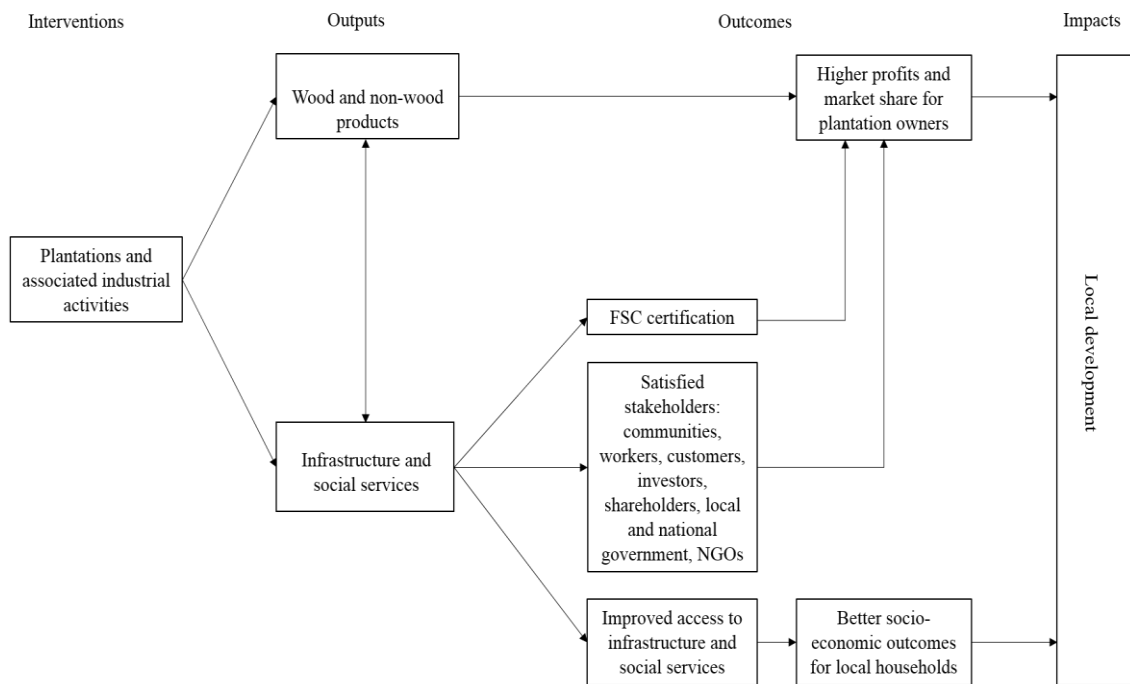 Interventions
Outputs
Outcomes
Impacts
Wood and non-wood
products
Higher profits and
market share for
plantation owners
Plantations and
associated industrial
activities
FSC certification
Satisfied
stakeholders:
communities,
workers, customers,
investors,
shareholders, local
and national
government, NGOs
Infrastructure and
social services
Improved access to
infrastructure and
social services
Better socio-
economic outcomes
for local households
Local development